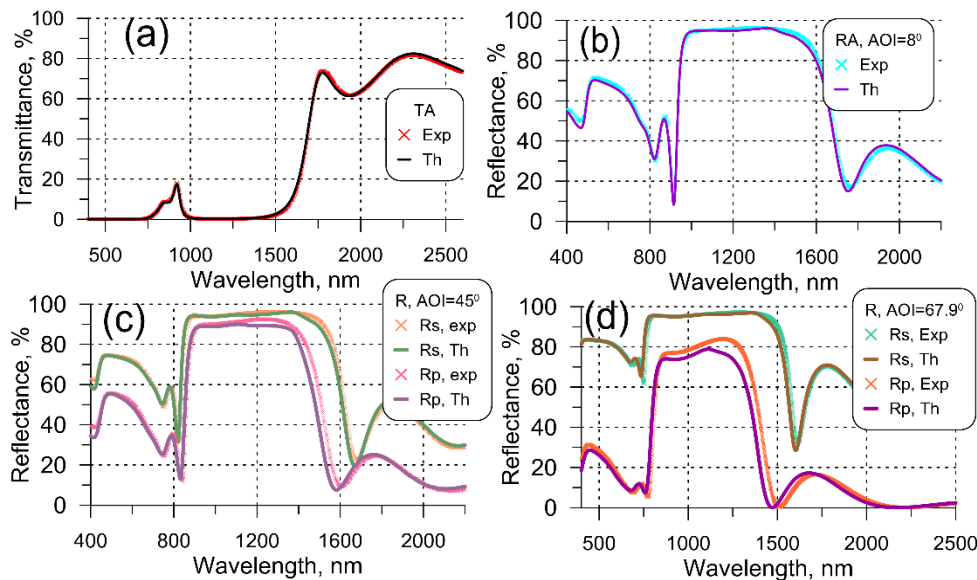 (a)
100
80
60
40
20
0
Transmittance, %
TA
Exp
Th
500 1000 1500 2000 2500
Wavelength, nm
(b)
100
80
60
40
20
0
Reflectance, %
RA, AOI=8⁰
Exp
Th
400 800 1200 1600 2000
Wavelength, nm
(c)
100
80
60
40
20
0
Reflectance, %
R, AOI=45⁰
Rs, exp
Rs, Th
Rp, exp
Rp, Th
400 800 1200 1600 2000
Wavelength, nm
(d)
100
80
60
40
20
0
Reflectance, %
R, AOI=67.9⁰
Rs, Exp
Rs, Th
Rp, Exp
Rp, Th
500 1000 1500 2000 2500
Wavelength, nm